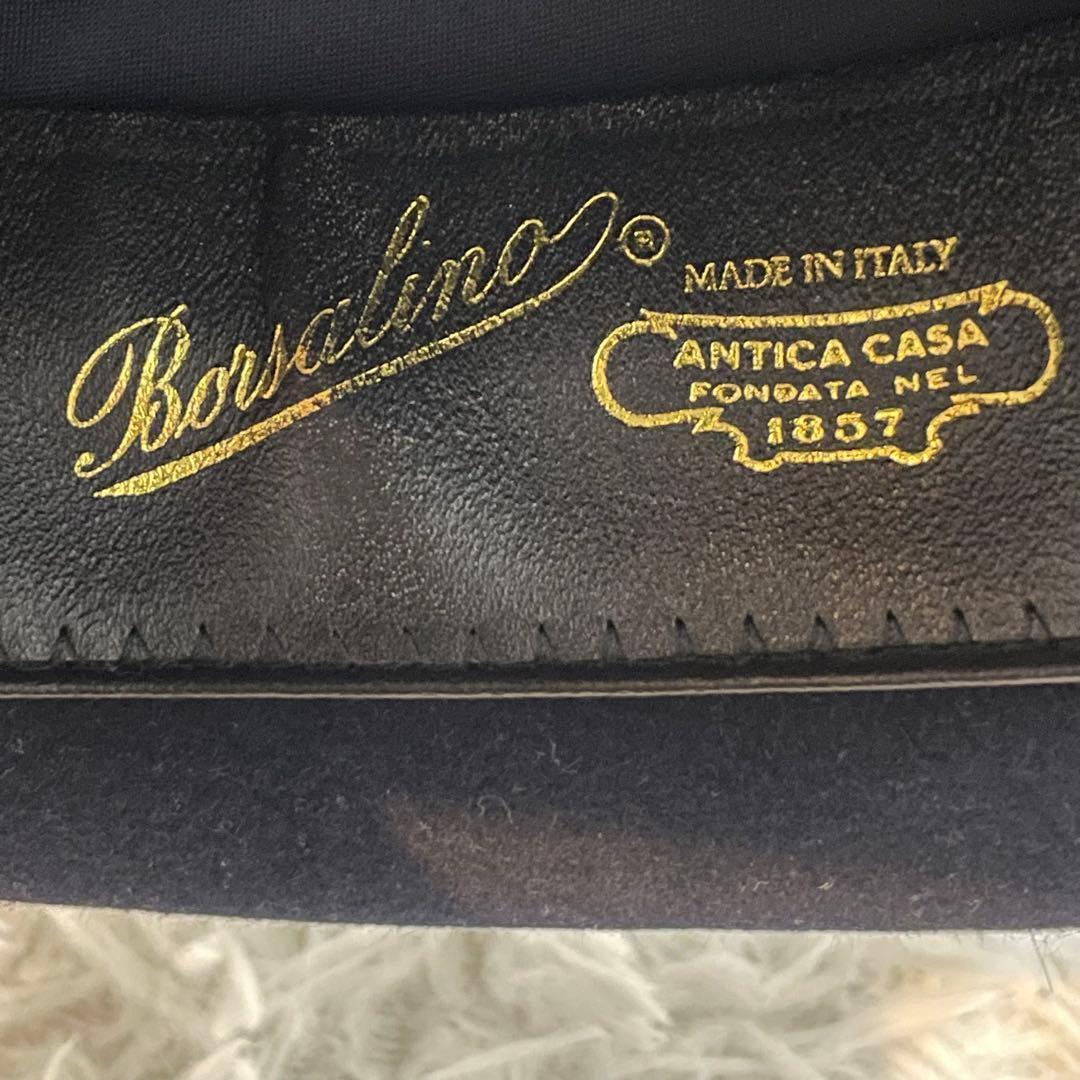 Borsalino®
MADE IN ITALY
ANTICA CASA
FONDATA NEL
1857